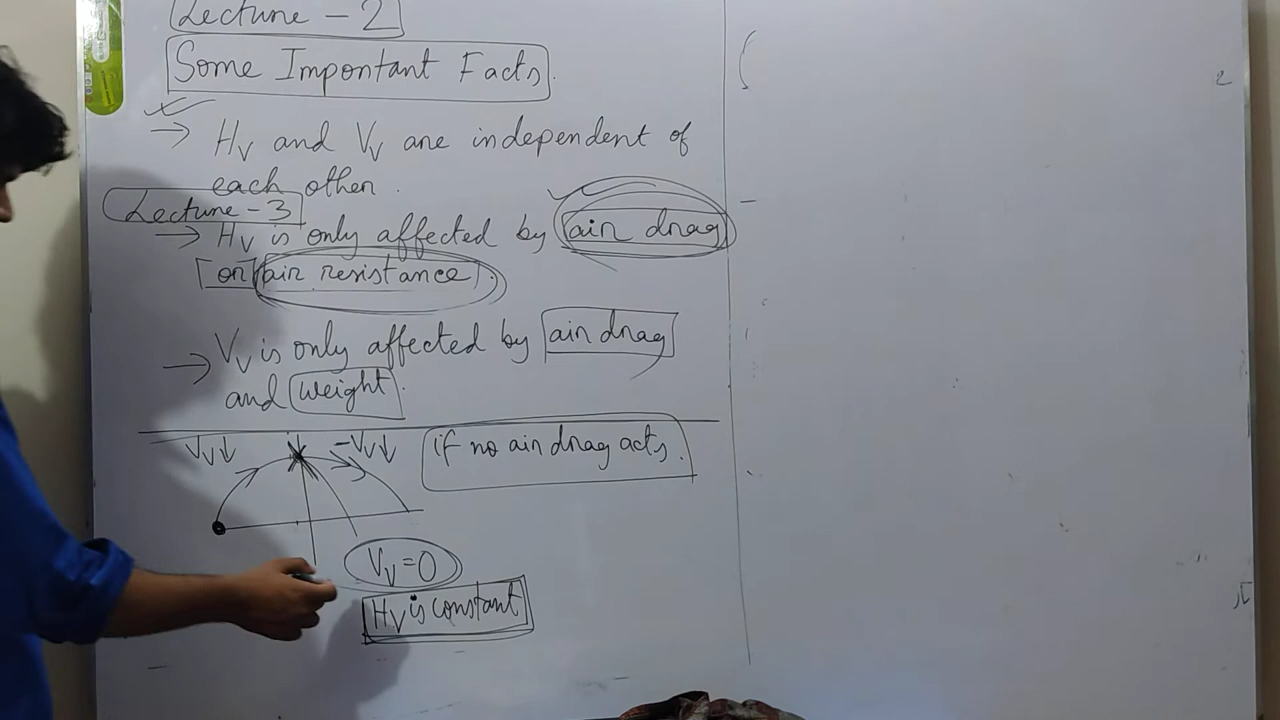 Lecture - 2
Some Important Facts.
→ Hv and Vv are independent of
each other.
Lecture - 3
→ Hv is only affected by air drag
[or] air resistance.
→ Vv is only affected by air drag
and weight.
Vv↓ -Vv↓ if no air drag acts.
Vv=0
Hv is constant